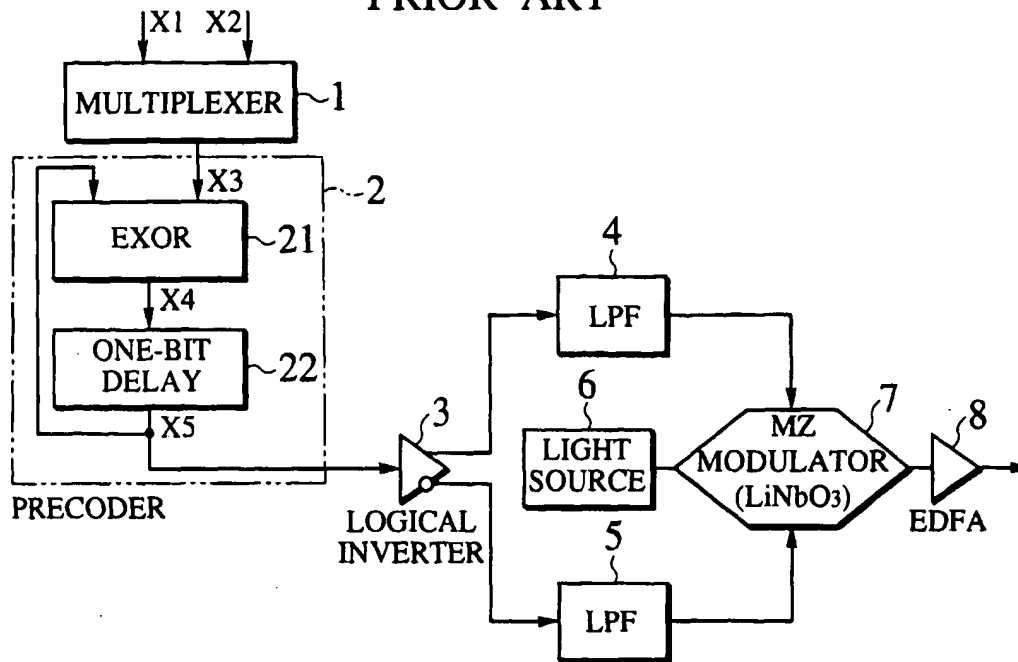 PRIOR ART
X1 X2
MULTIPLEXER
1
X3
2
EXOR
21
X4
ONE-BIT
DELAY
22
X5
PRECODER
3
LOGICAL
INVERTER
4
LPF
6
LIGHT
SOURCE
5
LPF
7
MZ
MODULATOR
(LiNbO3)
8
EDFA